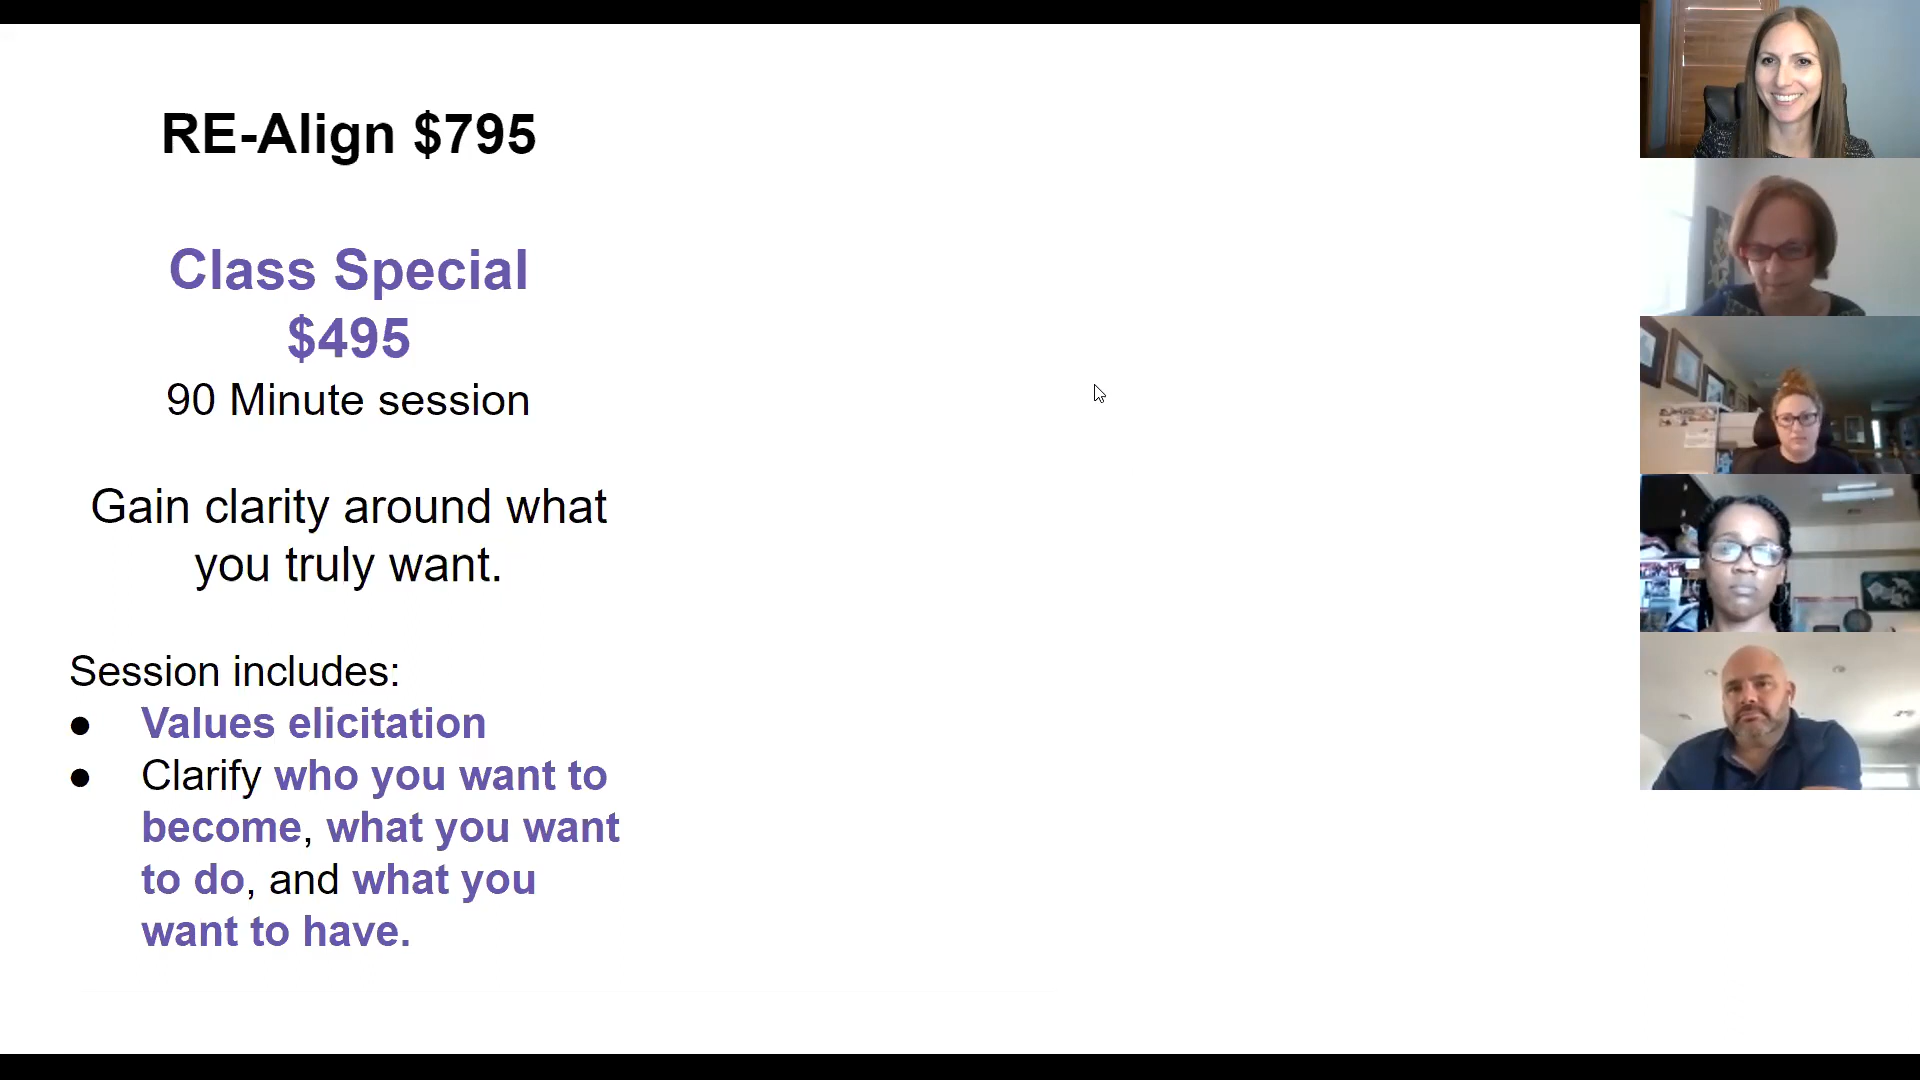 RE-Align $795
Class Special
$495
90 Minute session
Gain clarity around what
you truly want.
Session includes:
● Values elicitation
● Clarify who you want to
become, what you want
to do, and what you
want to have.